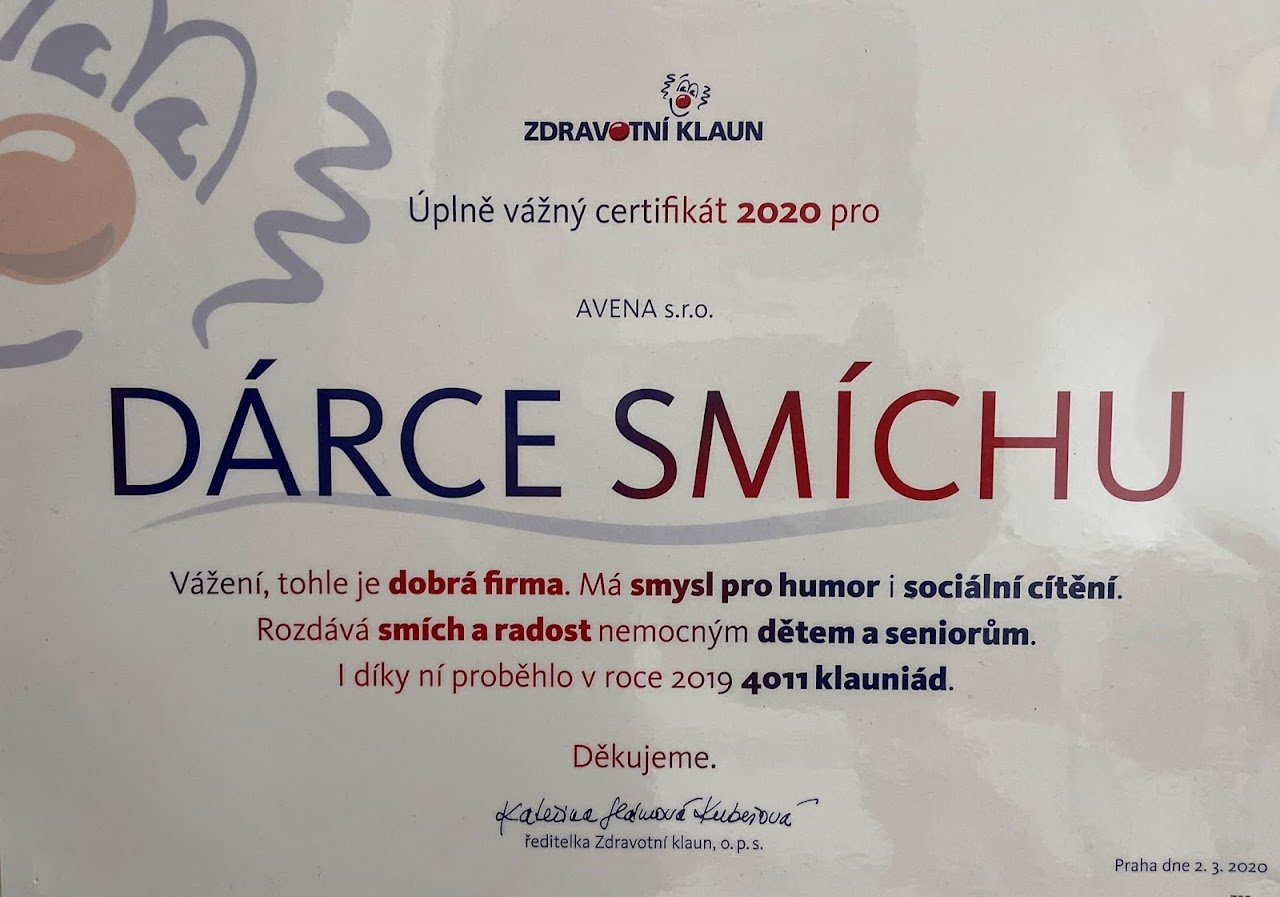 ZDRAVOTNÍ KLAUN
Úplně vážný certifikát 2020 pro
AVENA s.r.o.
DÁRCE SMÍCHU
Vážení, tohle je dobrá firma. Má smysl pro humor i sociální cítění.
Rozdává smích a radost nemocným dětem a seniorům.
I díky ní proběhlo v roce 2019 4011 klauniád.
Děkujeme.
Kateřina
ředitelka Zdravotní klaun, o. p. s.
Praha dne 2. 3. 2020